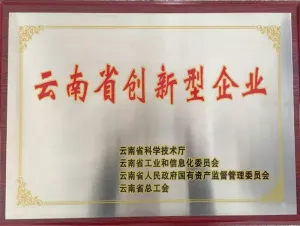 云南省创新型企业
云南省科学技术厅
云南省工业和信息化委员会
云南省人民政府国有资产监督管理委员会
云南省总工会